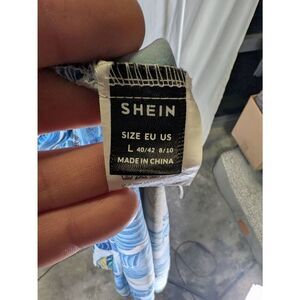 SHEIN
SIZE EU US
L 40/42 8/10
MADE IN CHINA